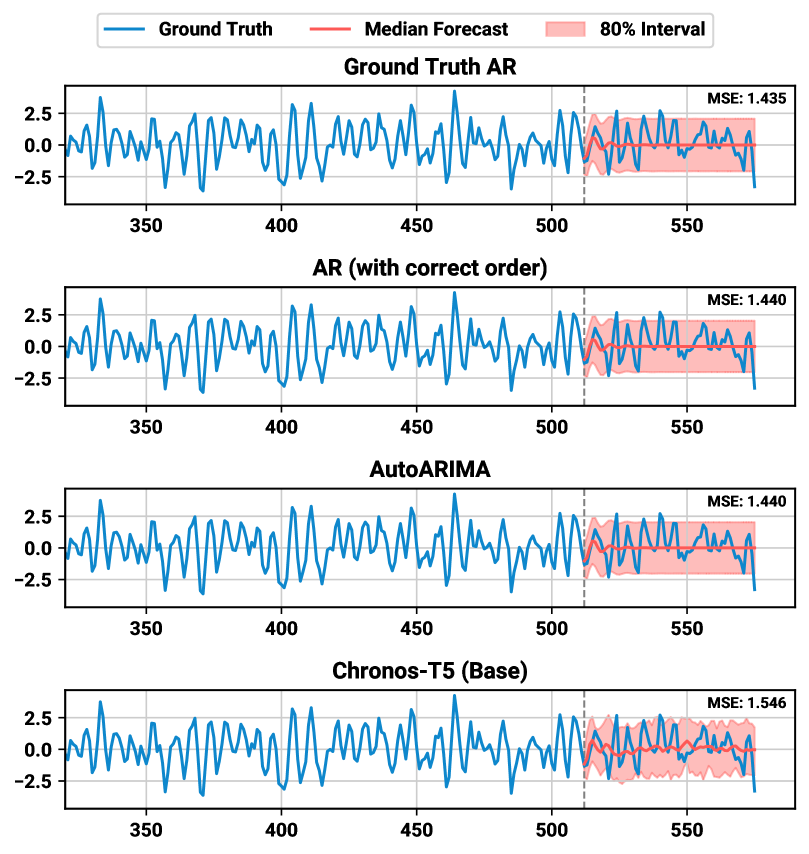 Ground Truth Median Forecast 80% Interval
Ground Truth AR
MSE: 1.435
2.5
0.0
−2.5
350 400 450 500 550
AR (with correct order)
MSE: 1.440
2.5
0.0
−2.5
350 400 450 500 550
AutoARIMA
MSE: 1.440
2.5
0.0
−2.5
350 400 450 500 550
Chronos-T5 (Base)
MSE: 1.546
2.5
0.0
−2.5
350 400 450 500 550